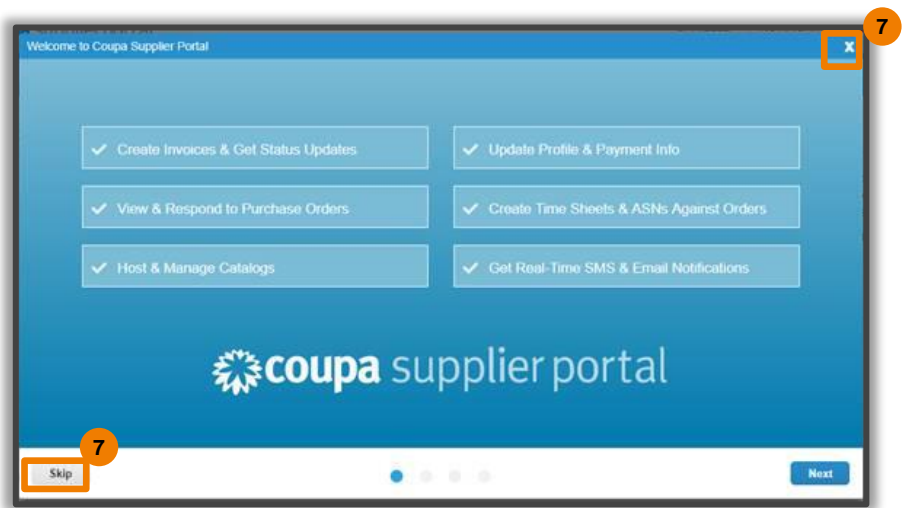 7
Welcome to Coupa Supplier Portal
X
✓ Create Invoices & Get Status Updates
✓ Update Profile & Payment Info
✓ View & Respond to Purchase Orders
✓ Create Time Sheets & ASNs Against Orders
✓ Host & Manage Catalogs
✓ Get Real-Time SMS & Email Notifications
coupa supplier portal
7
Skip
Next